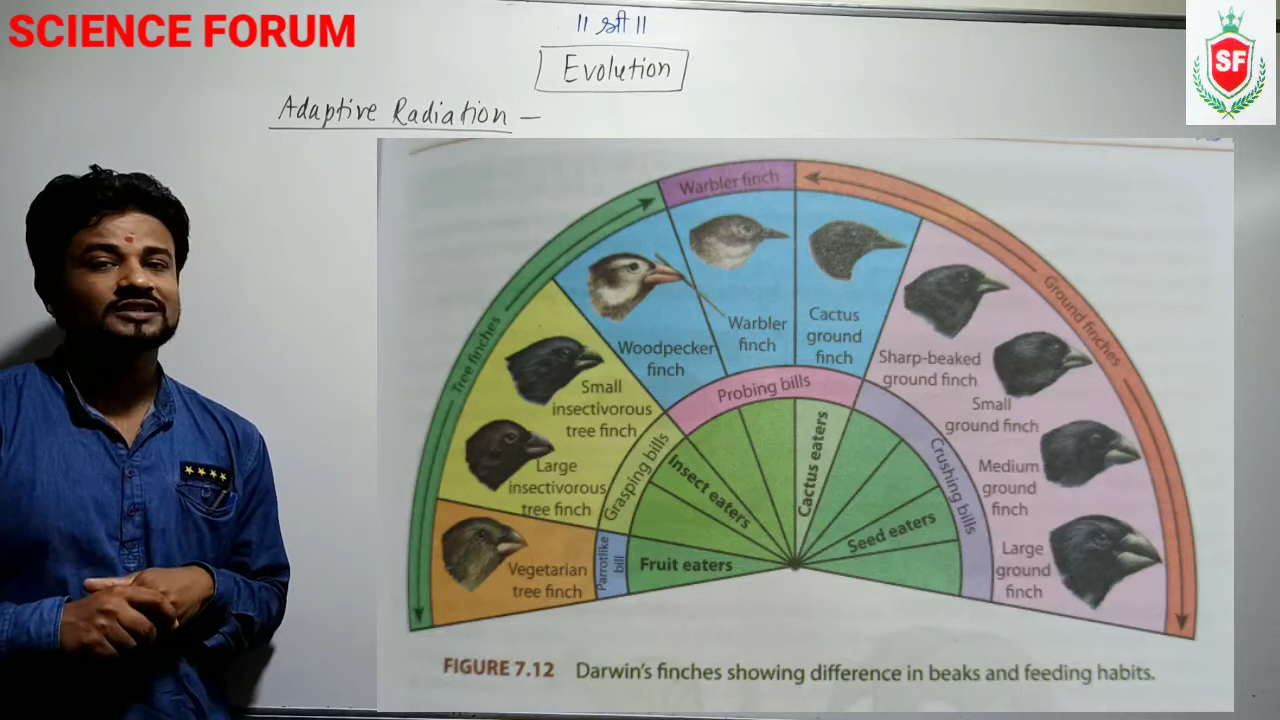 SCIENCE FORUM
॥ श्री ॥
SF
Evolution
Adaptive Radiation –
Warbler finch
Tree finches
Ground finches
Woodpecker
finch
Warbler
finch
Cactus
ground
finch
Sharp-beaked
ground finch
Small
insectivorous
tree finch
Small
ground finch
Large
insectivorous
tree finch
Medium
ground
finch
Vegetarian
tree finch
Large
ground
finch
Probing bills
Grasping bills
Crushing bills
Parrotlike
bill
Insect eaters
Cactus eaters
Seed eaters
Fruit eaters
FIGURE 7.12 Darwin's finches showing difference in beaks and feeding habits.